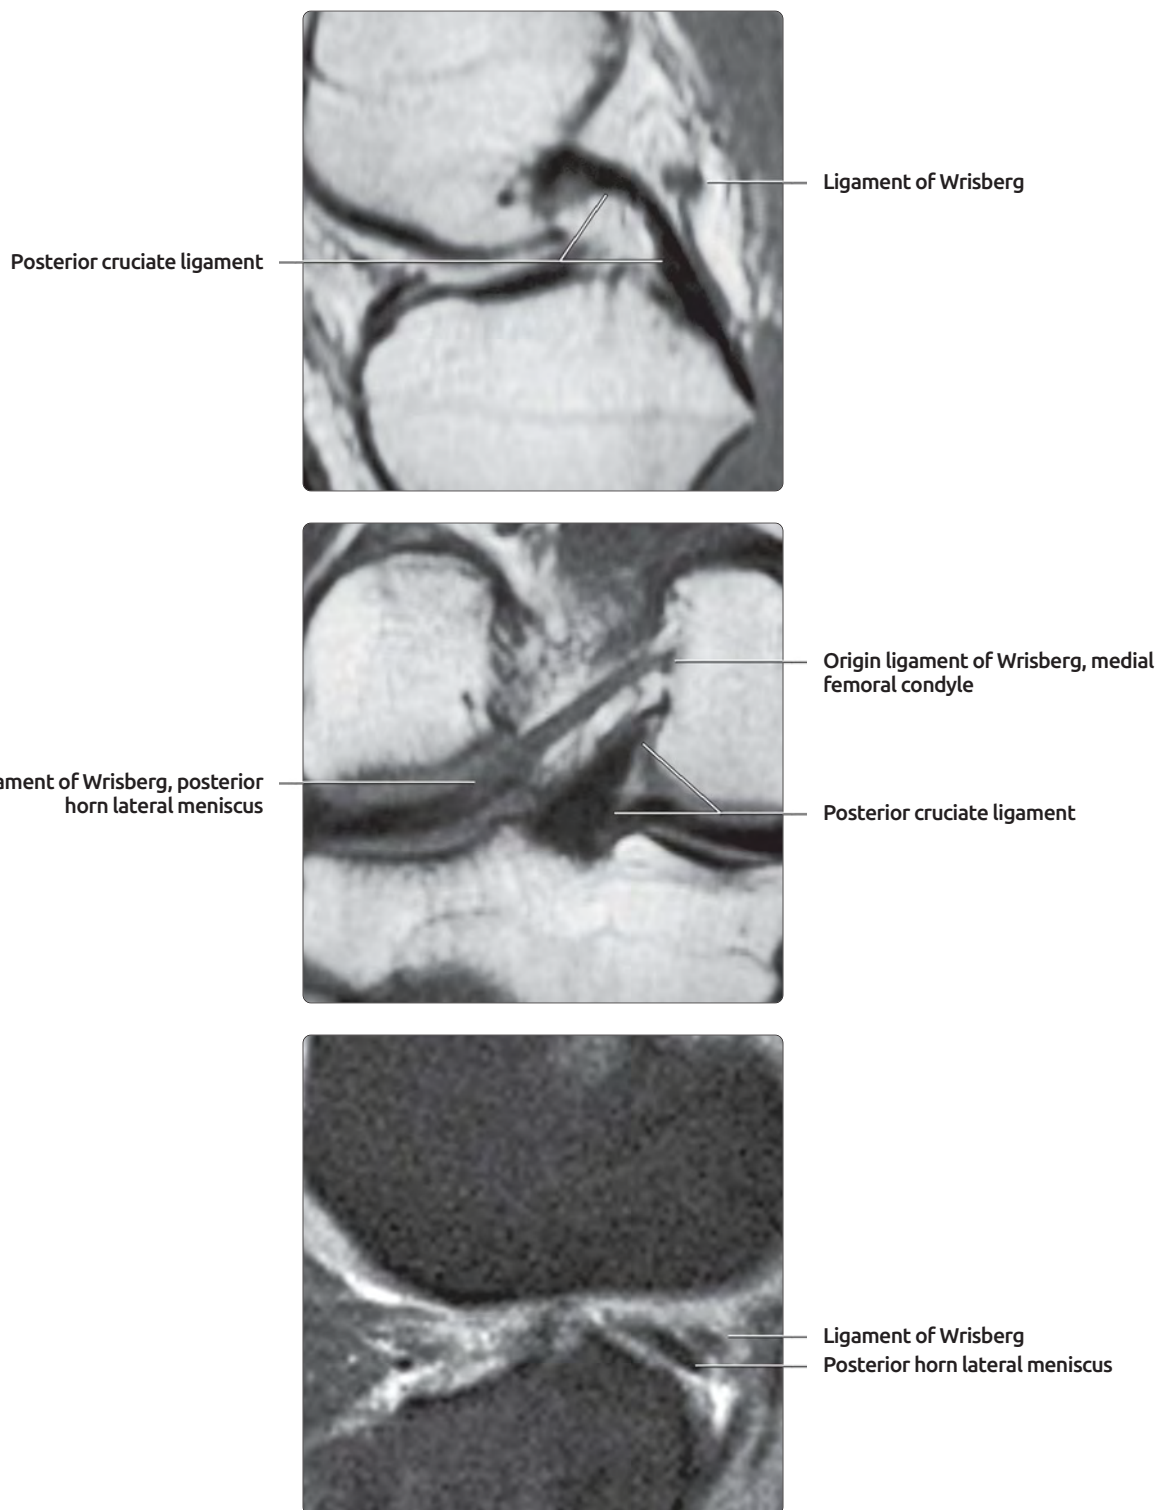 Ligament of Wrisberg
Posterior cruciate ligament
Origin ligament of Wrisberg, medial
femoral condyle
of Wrisberg, posterior
horn lateral meniscus
Posterior cruciate ligament
Ligament of Wrisberg
Posterior horn lateral meniscus